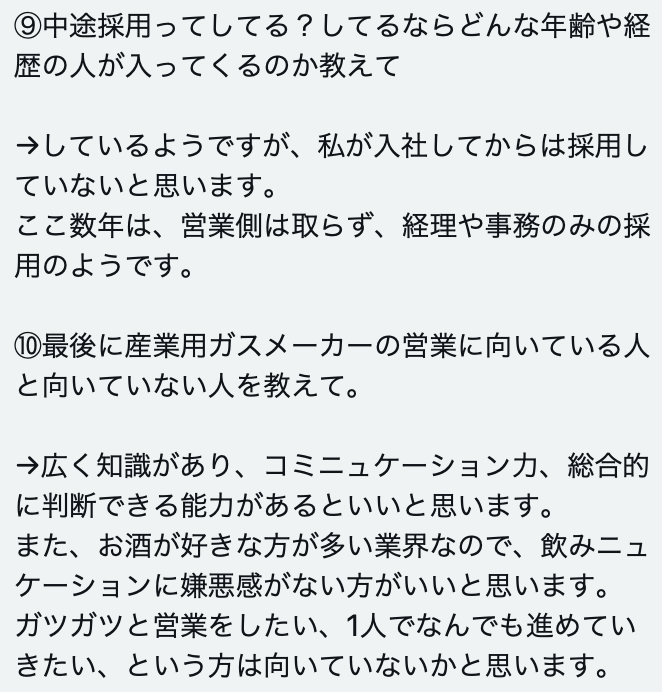 ⑨中途採用ってしてる？してるならどんな年齢や経
歴の人が入ってくるのか教えて
→しているようですが、私が入社してからは採用し
ていないと思います。
ここ数年は、営業側は取らず、経理や事務のみの採
用のようです。
⑩最後に産業用ガスメーカーの営業に向いている人
と向いていない人を教えて。
→広く知識があり、コミニュケーション力、総合的
に判断できる能力があるといいと思います。
また、お酒が好きな方が多い業界なので、飲みニュ
ケーションに嫌悪感がない方がいいと思います。
ガツガツと営業をしたい、1人でなんでも進めてい
きたい、という方は向いていないかと思います。